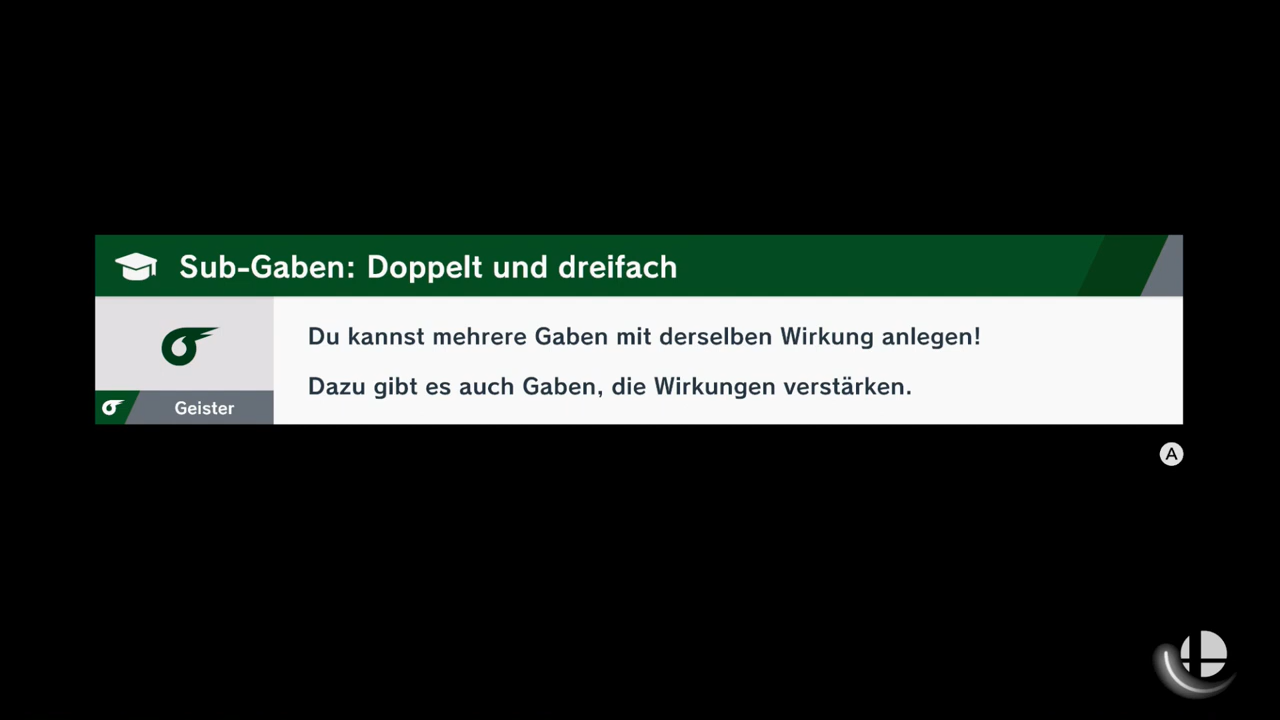 Sub-Gaben: Doppelt und dreifach
Du kannst mehrere Gaben mit derselben Wirkung anlegen!
Dazu gibt es auch Gaben, die Wirkungen verstärken.
Geister
A